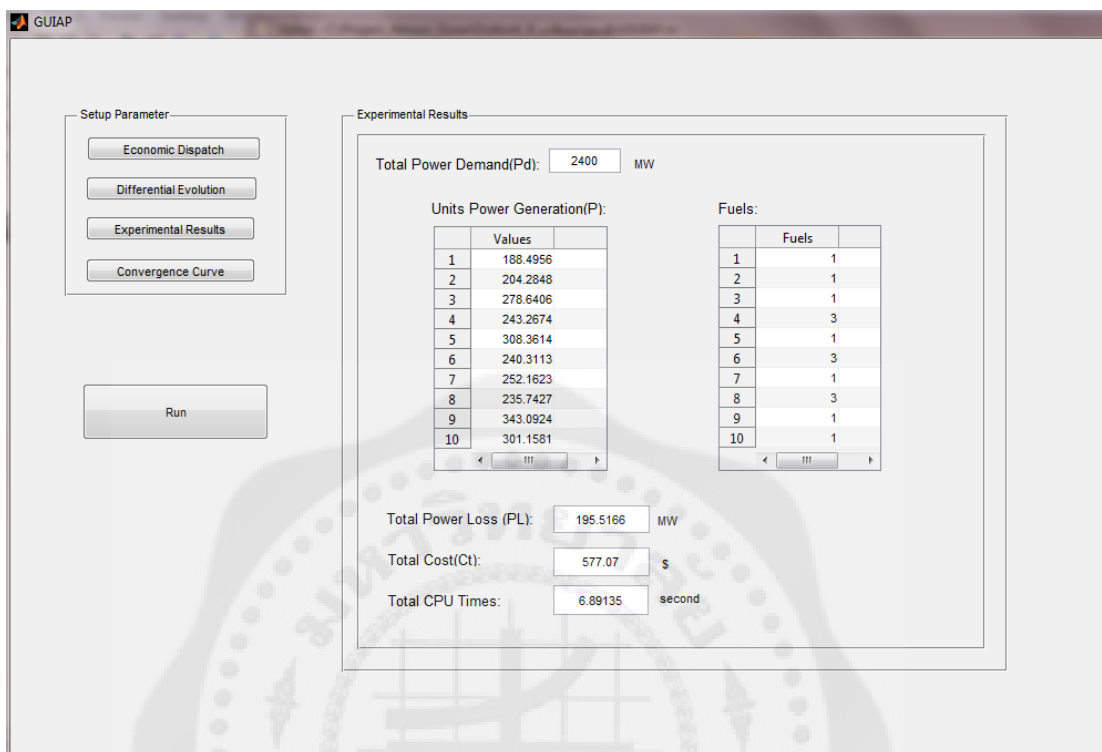 GUIAP
Setup Parameter
Economic Dispatch
Differential Evolution
Experimental Results
Convergence Curve
Run
Experimental Results
Total Power Demand(Pd): 2400 MW
Units Power Generation(P): Fuels:
Values Fuels
1 188.4956 1 1
2 204.2848 2 1
3 278.6406 3 1
4 243.2674 4 3
5 308.3614 5 1
6 240.3113 6 3
7 252.1623 7 1
8 235.7427 8 3
9 343.0924 9 1
10 301.1581 10 1
Total Power Loss (PL): 195.5166 MW
Total Cost(Ct): 577.07 $
Total CPU Times: 6.89135 second